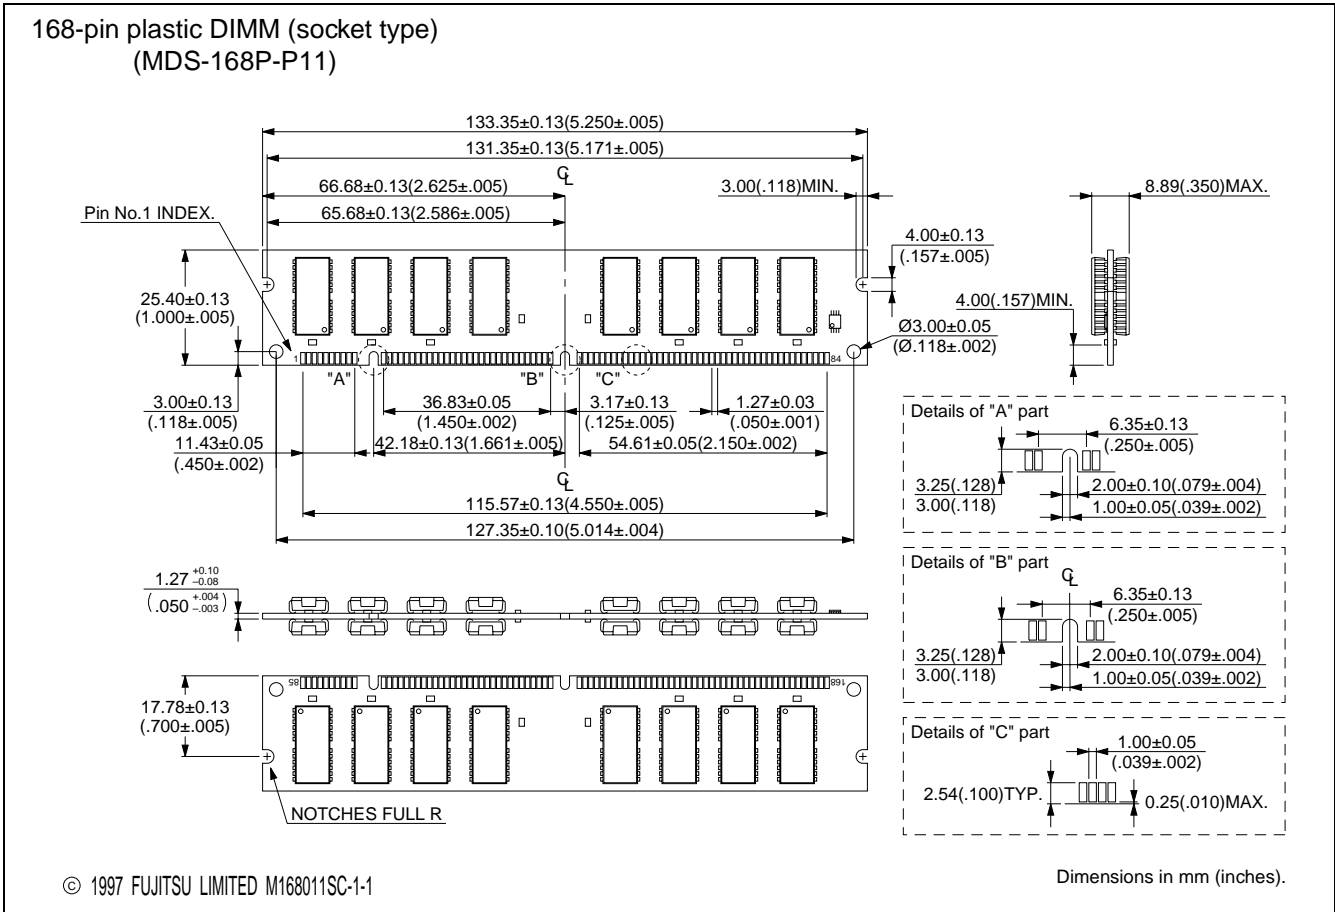 168-pin plastic DIMM (socket type)
(MDS-168P-P11)
133.35±0.13(5.250±.005)
131.35±0.13(5.171±.005)
C L
66.68±0.13(2.625±.005)
3.00(.118)MIN.
8.89(.350)MAX.
Pin No.1 INDEX.
65.68±0.13(2.586±.005)
4.00±0.13
(.157±.005)
25.40±0.13
(1.000±.005)
4.00(.157)MIN.
Ø3.00±0.05
(Ø.118±.002)
1
84
"A"
"B"
"C"
3.00±0.13
(.118±.005)
36.83±0.05
(1.450±.002)
3.17±0.13
(.125±.005)
1.27±0.03
(.050±.001)
11.43±0.05
(.450±.002)
42.18±0.13(1.661±.005)
54.61±0.05(2.150±.002)
C L
115.57±0.13(4.550±.005)
127.35±0.10(5.014±.004)
Details of "A" part
6.35±0.13
(.250±.005)
3.25(.128)
3.00(.118)
2.00±0.10(.079±.004)
1.00±0.05(.039±.002)
1.27 +0.10 –0.08
(.050 +.004 –.003)
Details of "B" part
C L
6.35±0.13
(.250±.005)
3.25(.128)
3.00(.118)
2.00±0.10(.079±.004)
1.00±0.05(.039±.002)
85
168
17.78±0.13
(.700±.005)
NOTCHES FULL R
Details of "C" part
1.00±0.05
(.039±.002)
2.54(.100)TYP.
0.25(.010)MAX.
© 1997 FUJITSU LIMITED M168011SC-1-1
Dimensions in mm (inches).